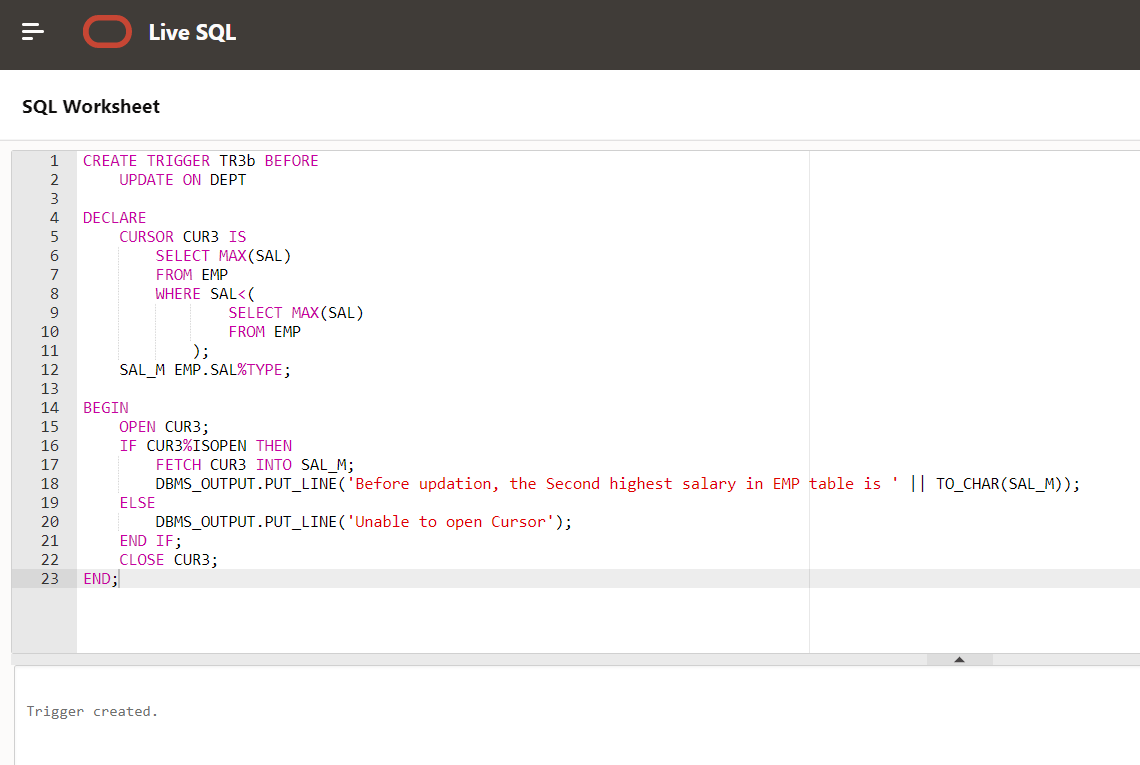 Live SQL
SQL Worksheet
1 CREATE TRIGGER TR3b BEFORE
2 UPDATE ON DEPT
3
4 DECLARE
5 CURSOR CUR3 IS
6 SELECT MAX(SAL)
7 FROM EMP
8 WHERE SAL<(
9 SELECT MAX(SAL)
10 FROM EMP
11 );
12 SAL_M EMP.SAL%TYPE;
13
14 BEGIN
15 OPEN CUR3;
16 IF CUR3%ISOPEN THEN
17 FETCH CUR3 INTO SAL_M;
18 DBMS_OUTPUT.PUT_LINE('Before updation, the Second highest salary in EMP table is ' || TO_CHAR(SAL_M));
19 ELSE
20 DBMS_OUTPUT.PUT_LINE('Unable to open Cursor');
21 END IF;
22 CLOSE CUR3;
23 END;
Trigger created.